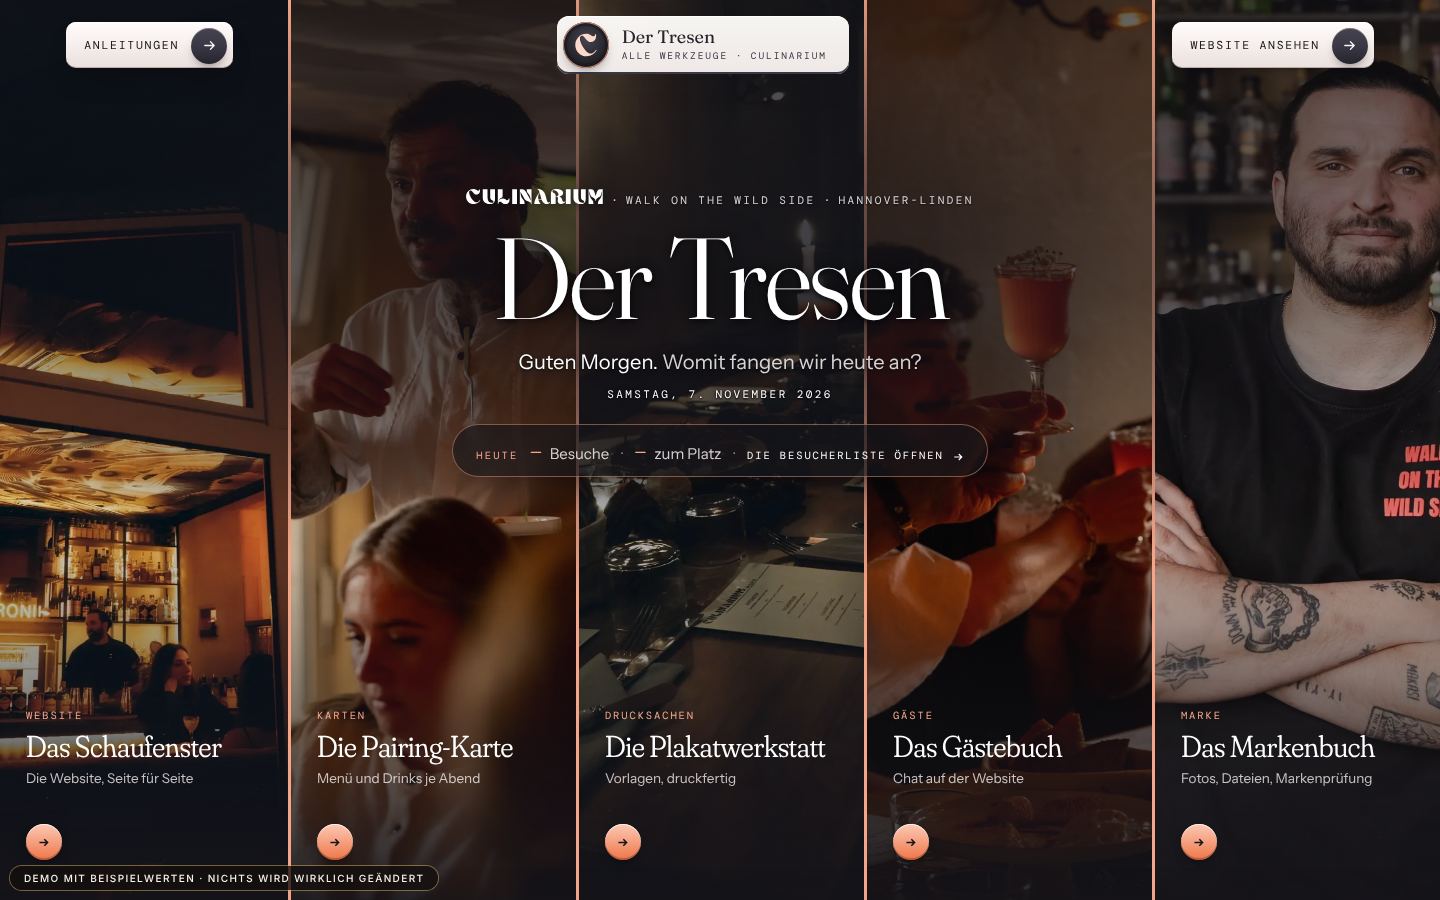 ANLEITUNGEN
Der Tresen
ALLE WERKZEUGE · CULINARIUM
WEBSITE ANSEHEN
CULINARIUM · WALK ON THE WILD SIDE · HANNOVER-LINDEN
Der Tresen
Guten Morgen. Womit fangen wir heute an?
SAMSTAG, 7. NOVEMBER 2026
HEUTE – Besuche · – zum Platz · DIE BESUCHERLISTE ÖFFNEN →
WILD
WEBSITE
Das Schaufenster
Die Website, Seite für Seite
KARTEN
Die Pairing-Karte
Menü und Drinks je Abend
DRUCKSACHEN
Die Plakatwerkstatt
Vorlagen, druckfertig
GÄSTE
Das Gästebuch
Chat auf der Website
MARKE
Das Markenbuch
Fotos, Dateien, Markenprüfung
DEMO MIT BEISPIELWERTEN · NICHTS WIRD WIRKLICH GEÄNDERT